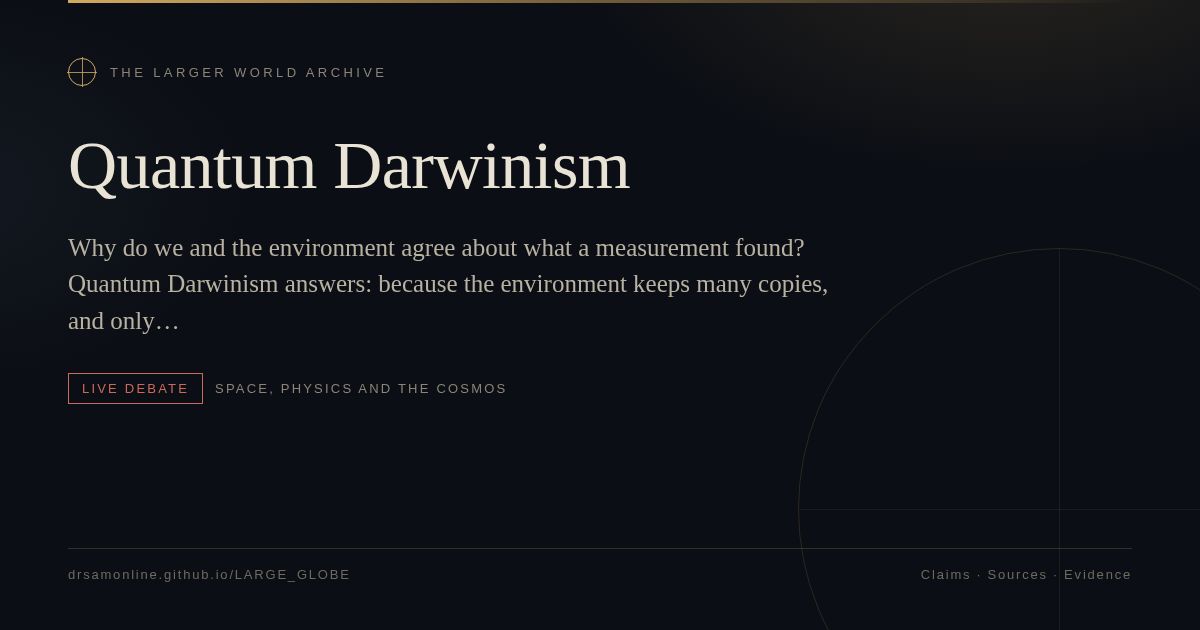 THE LARGER WORLD ARCHIVE
Quantum Darwinism
Why do we and the environment agree about what a measurement found?
Quantum Darwinism answers: because the environment keeps many copies,
and only…
LIVE DEBATE SPACE, PHYSICS AND THE COSMOS
drsamonline.github.io/LARGE_GLOBE Claims · Sources · Evidence